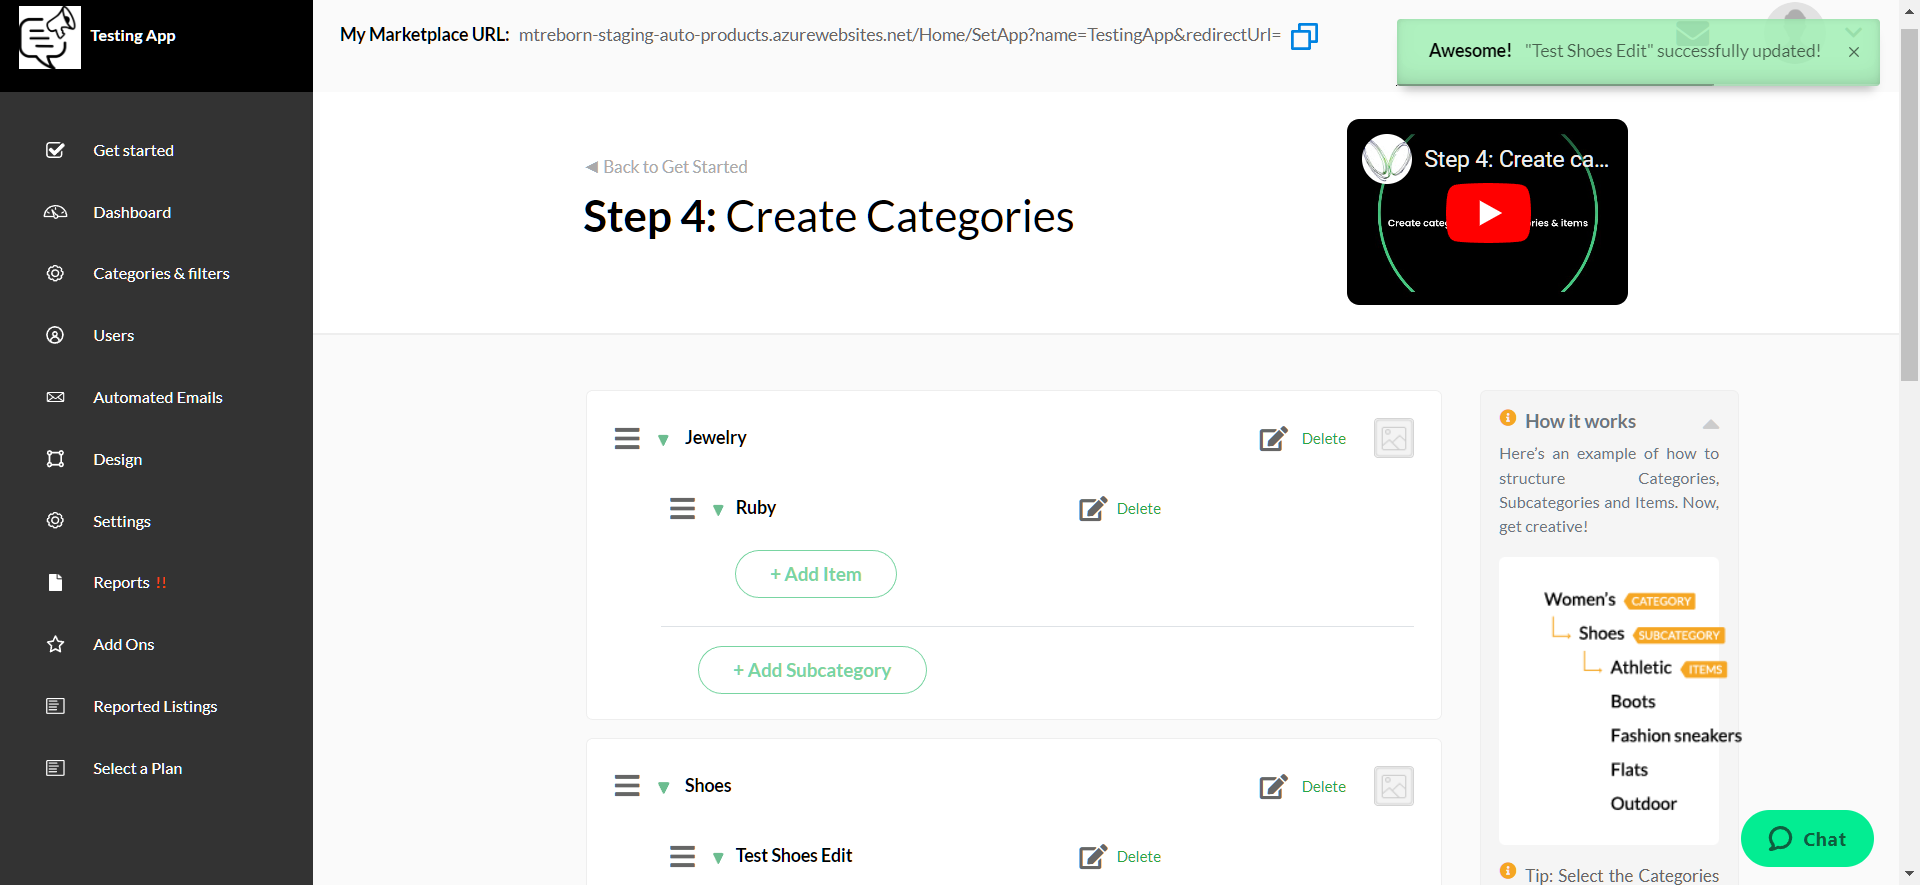 Testing App
My Marketplace URL: mtreborn-staging-auto-products.azurewebsites.net/Home/SetApp?name=TestingApp&redirectUrl=
Awesome! "Test Shoes Edit" successfully updated! ×
Get started
Dashboard
Categories & filters
Users
Automated Emails
Design
Settings
Reports !!
Add Ons
Reported Listings
Select a Plan
◀ Back to Get Started
Step 4: Create Categories
Step 4: Create ca...
Create categ
ries & items
Jewelry
Delete
Ruby
Delete
+ Add Item
+ Add Subcategory
Shoes
Delete
Test Shoes Edit
Delete
How it works
Here's an example of how to
structure Categories,
Subcategories and Items. Now,
get creative!
Women's CATEGORY
Shoes SUBCATEGORY
Athletic ITEMS
Boots
Fashion sneakers
Flats
Outdoor
Tip: Select the Categories
Chat